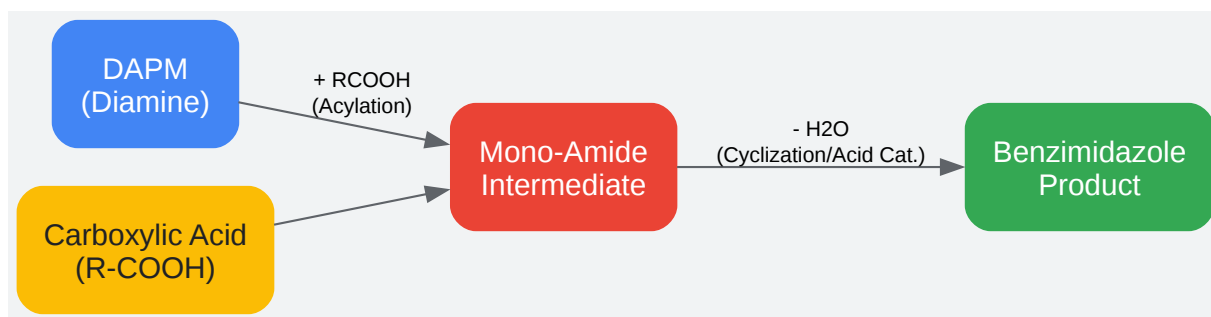 DAPM
(Diamine)
+ RCOOH
(Acylation)
Carboxylic Acid
(R-COOH)
Mono-Amide
Intermediate
- H2O
(Cyclization/Acid Cat.)
Benzimidazole
Product